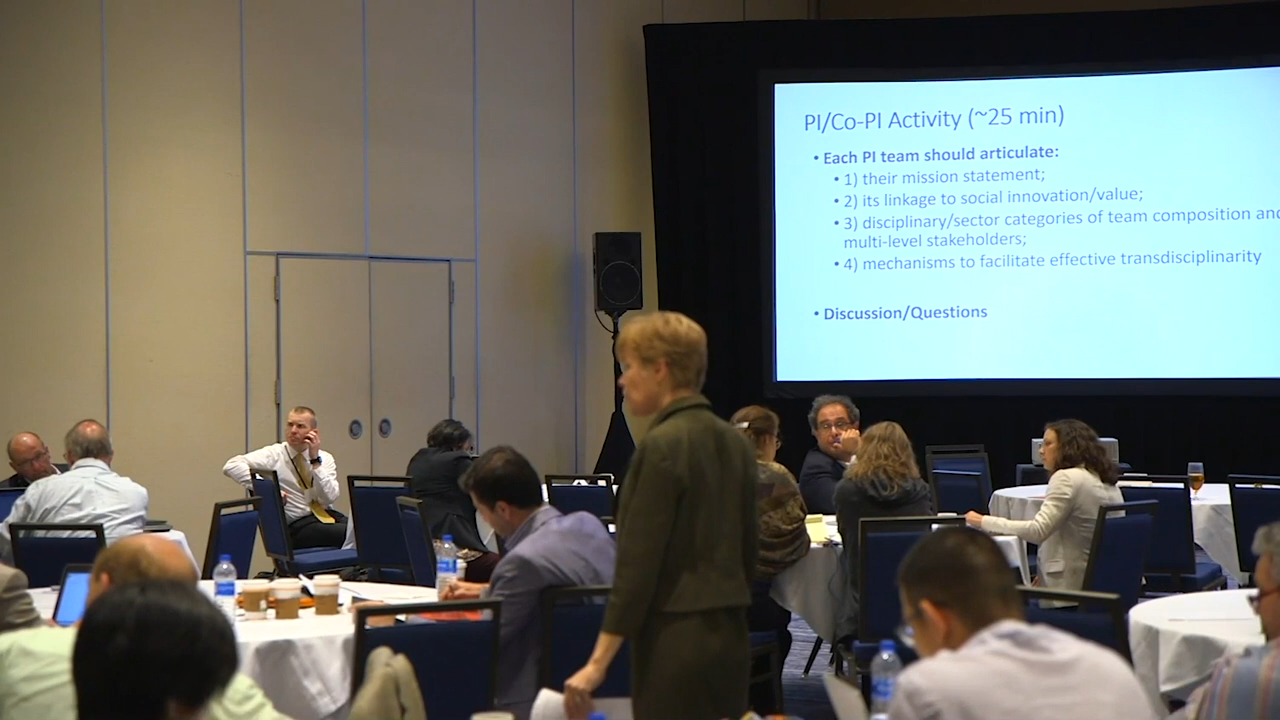 PI/Co-PI Activity (~25 min)
• Each PI team should articulate:
• 1) their mission statement;
• 2) its linkage to social innovation/value;
• 3) disciplinary/sector categories of team composition and
multi-level stakeholders;
• 4) mechanisms to facilitate effective transdisciplinarity
• Discussion/Questions